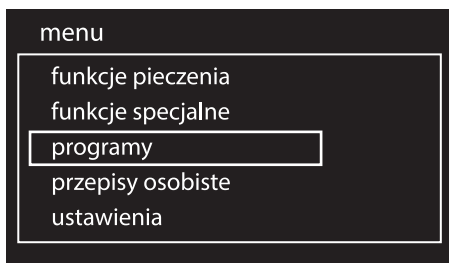 menu
funkcje pieczenia
funkcje specjalne
programy
przepisy osobiste
ustawienia